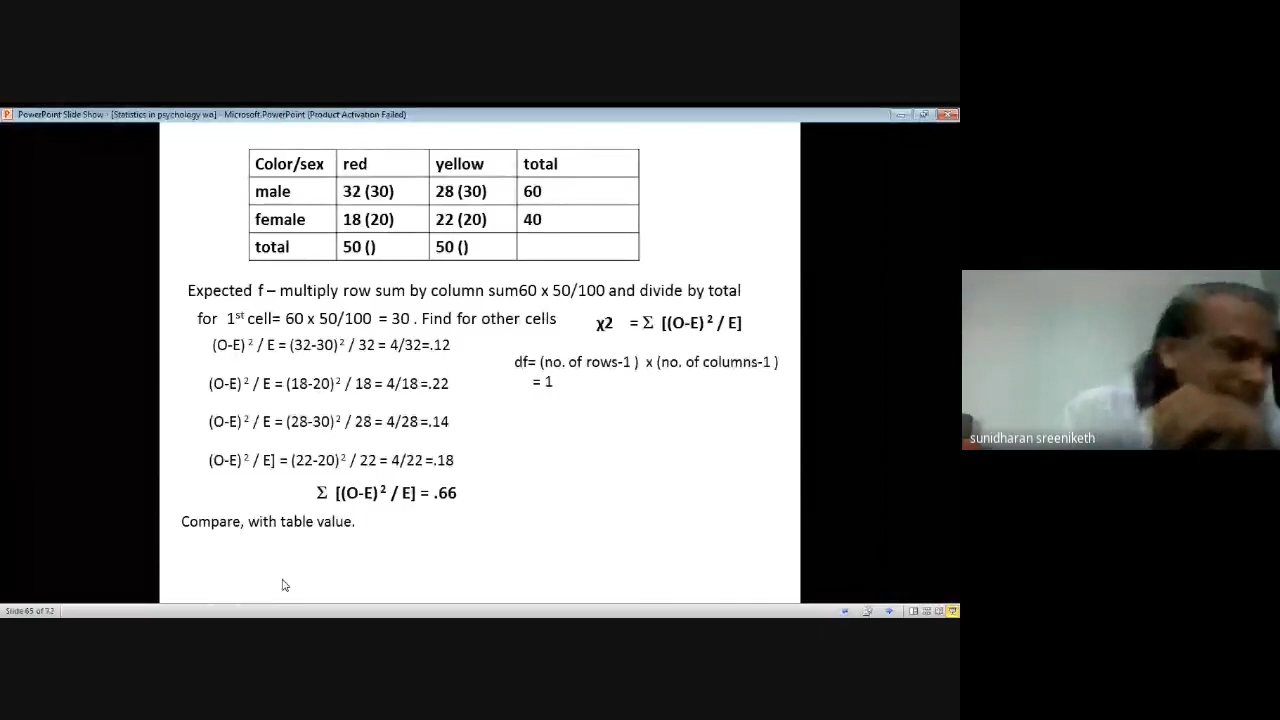 PowerPoint Slide Show - [Statistics in psychology wa] - Microsoft PowerPoint (Product Activation Failed)
Color/sex red yellow total
male 32 (30) 28 (30) 60
female 18 (20) 22 (20) 40
total 50 () 50 ()
Expected f – multiply row sum by column sum60 x 50/100 and divide by total
for 1st cell= 60 x 50/100 = 30 . Find for other cells
χ2 = Σ [(O-E) 2 / E]
(O-E) 2 / E = (32-30)2 / 32 = 4/32=.12
df= (no. of rows-1 ) x (no. of columns-1 )
= 1
(O-E) 2 / E = (18-20)2 / 18 = 4/18=.22
(O-E) 2 / E = (28-30)2 / 28 = 4/28=.14
(O-E) 2 / E] = (22-20)2 / 22 = 4/22=.18
Σ [(O-E) 2 / E] = .66
Compare, with table value.
sunidharan sreeniketh
Slide 65 of 72